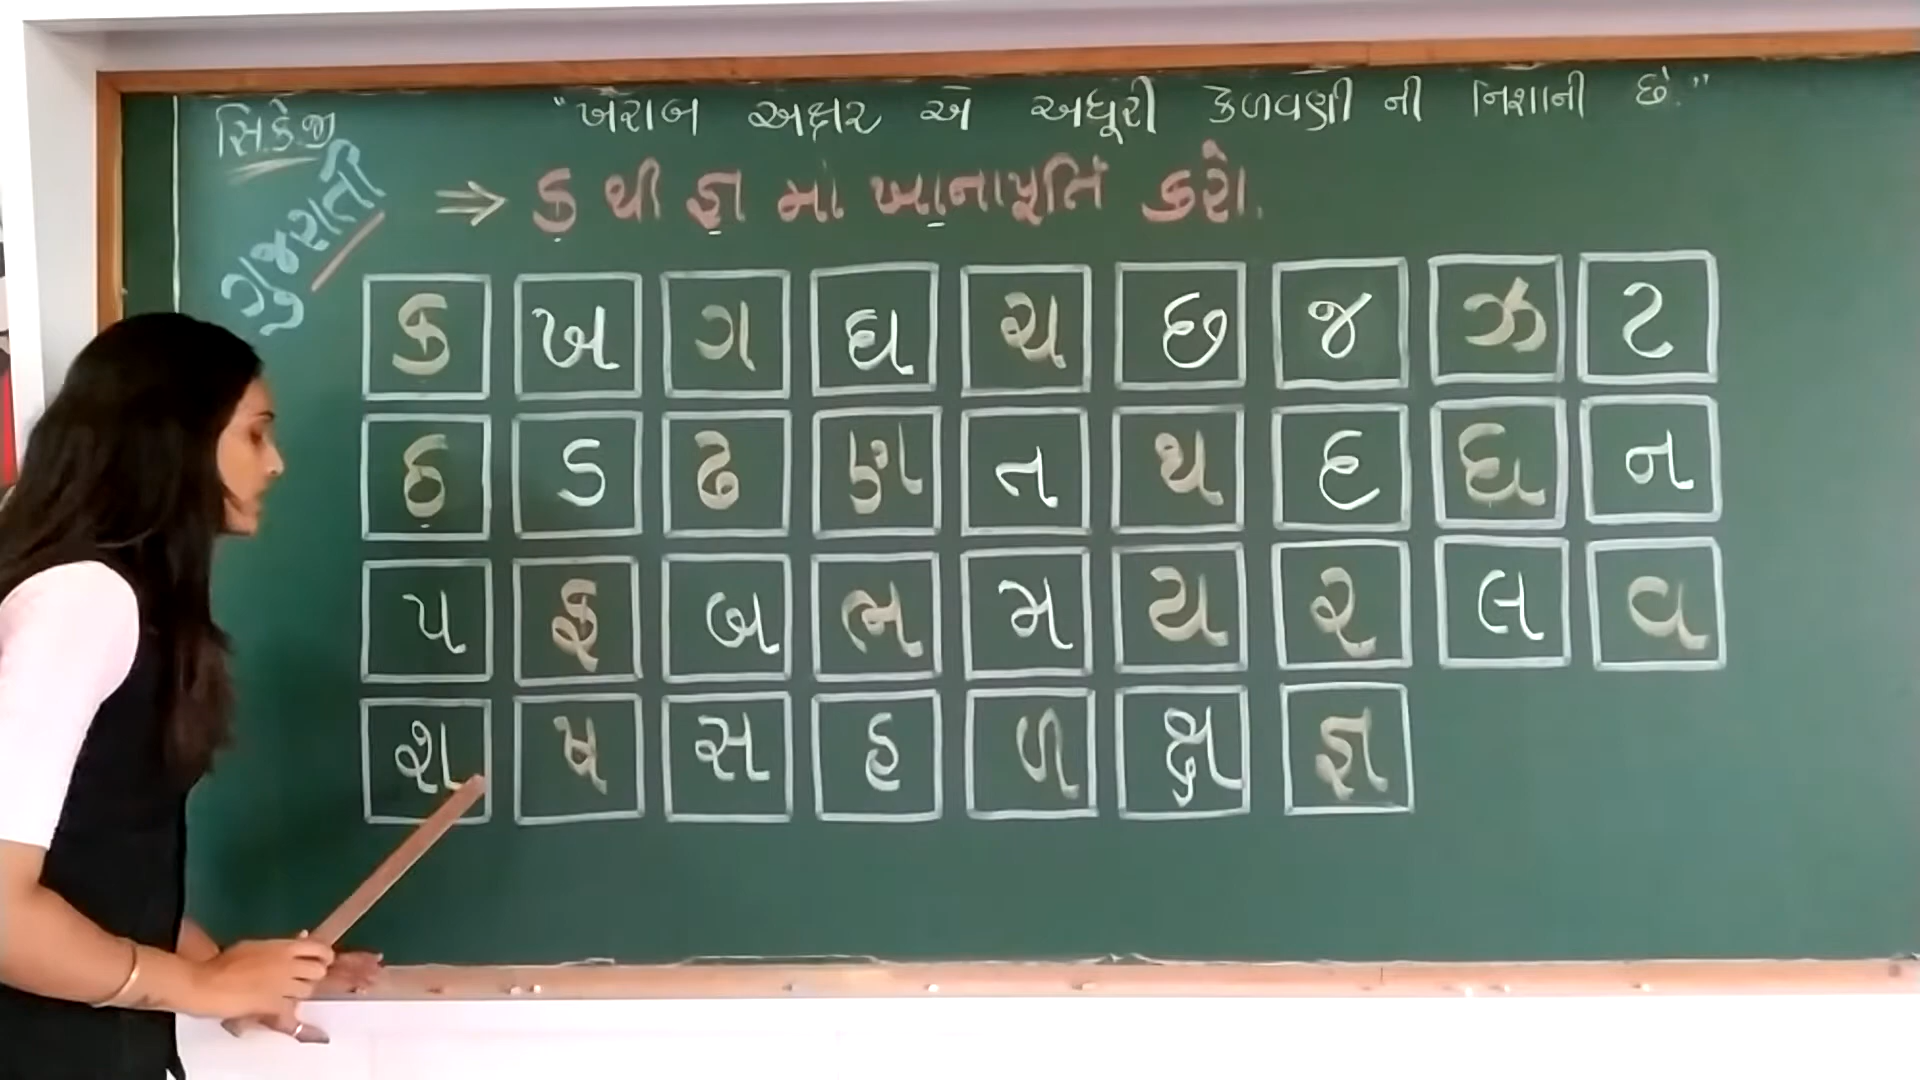 સિ.કે.જી
ગુજરાતી
"ખરાબ અક્ષર એ અધૂરી કેળવણી ની નિશાની છે."
⇒ ક થી જ્ઞ માં ખાનાપૂર્તિ કરો.
ક ખ ગ ઘ ચ છ જ ઝ ટ
ઠ ડ ઢ ણ ત થ દ ધ ન
પ ફ બ ભ મ ય ર લ વ
શ ષ સ હ ળ ક્ષ જ્ઞ